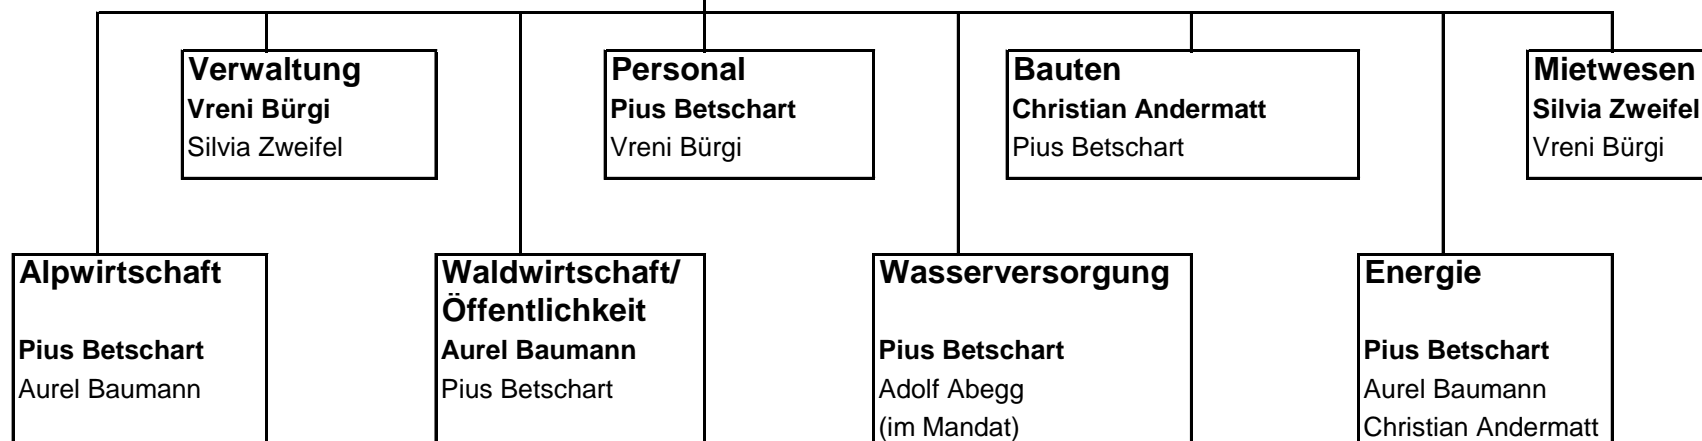 Verwaltung
Vreni Bürgi
Silvia Zweifel
Personal
Pius Betschart
Vreni Bürgi
Bauten
Christian Andermatt
Pius Betschart
Mietwesen
Silvia Zweifel
Vreni Bürgi
Alpwirtschaft
Pius Betschart
Aurel Baumann
Waldwirtschaft/
Öffentlichkeit
Aurel Baumann
Pius Betschart
Wasserversorgung
Pius Betschart
Adolf Abegg
(im Mandat)
Energie
Pius Betschart
Aurel Baumann
Christian Andermatt